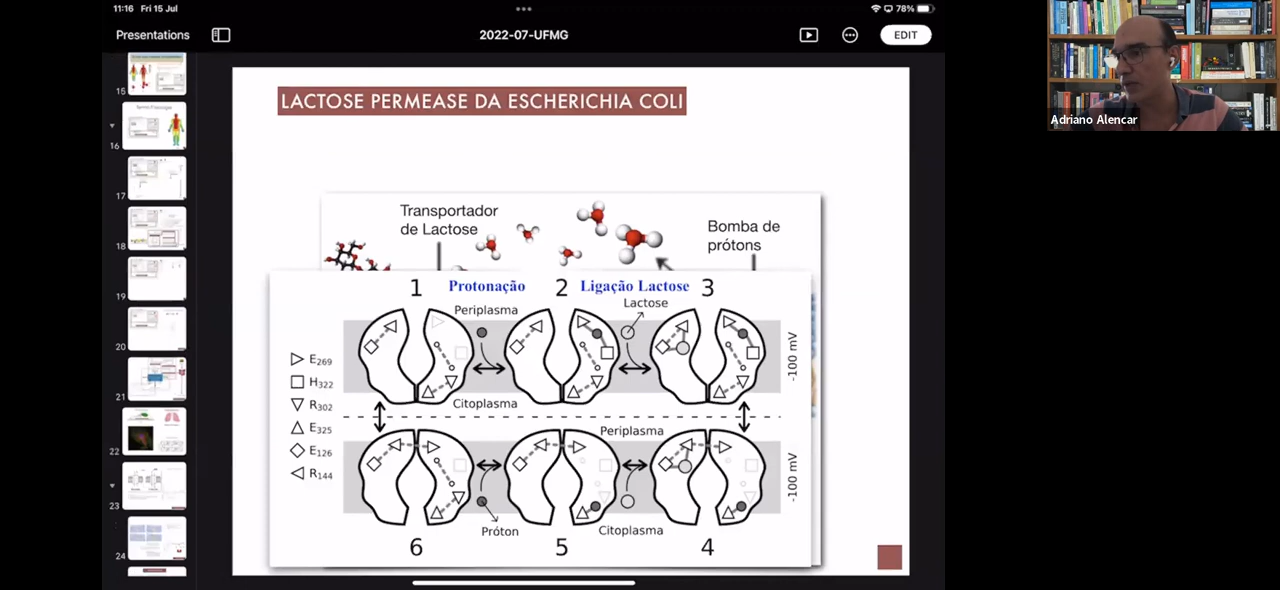 11:16 Fri 15 Jul
78%
Presentations
2022-07-UFMG
EDIT
15
16
17
18
19
20
21
22
23
24
LACTOSE PERMEASE DA ESCHERICHIA COLI
Transportador
de Lactose
Bomba de
prótons
1 Protonação 2 Ligação Lactose 3
Periplasma
Lactose
E269
H322
R302
E325
E126
R144
-100 mV
Citoplasma
Periplasma
-100 mV
Próton
Citoplasma
6 5 4
Adriano Alencar